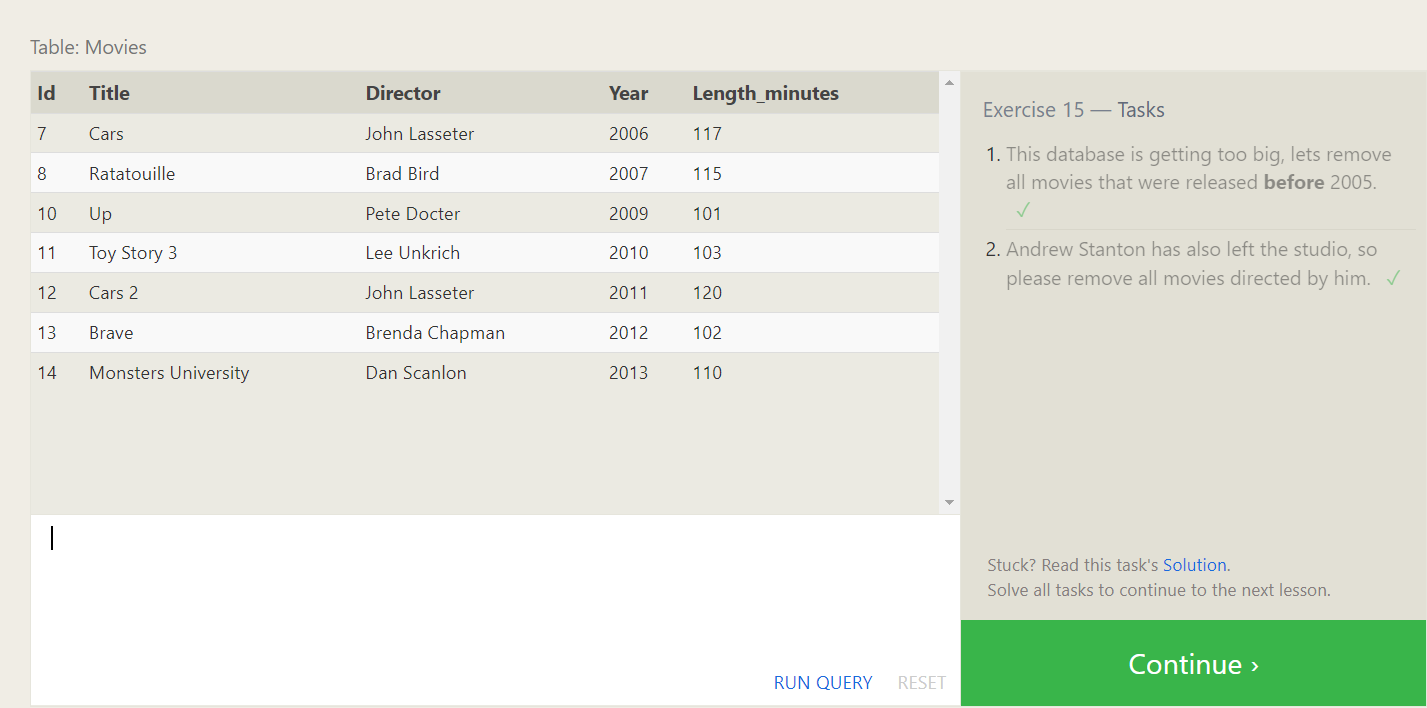 Table: Movies
Id Title Director Year Length_minutes
7 Cars John Lasseter 2006 117
8 Ratatouille Brad Bird 2007 115
10 Up Pete Docter 2009 101
11 Toy Story 3 Lee Unkrich 2010 103
12 Cars 2 John Lasseter 2011 120
13 Brave Brenda Chapman 2012 102
14 Monsters University Dan Scanlon 2013 110
RUN QUERY RESET
Exercise 15 — Tasks
1. This database is getting too big, lets remove
all movies that were released before 2005.
✓
2. Andrew Stanton has also left the studio, so
please remove all movies directed by him. ✓
Stuck? Read this task's Solution.
Solve all tasks to continue to the next lesson.
Continue ›